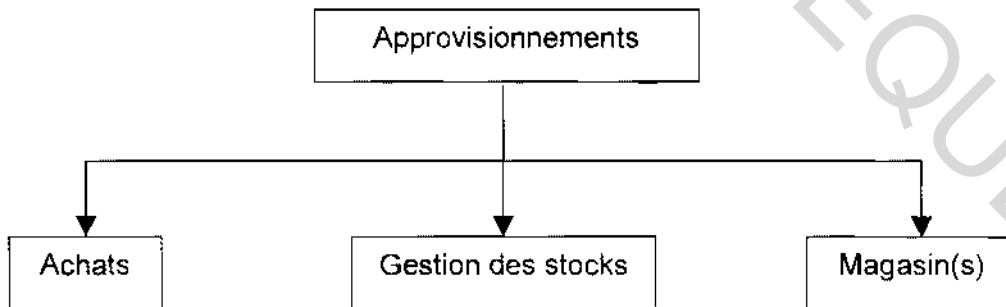 Approvisionnements
Achats
Gestion des stocks
Magasin(s)